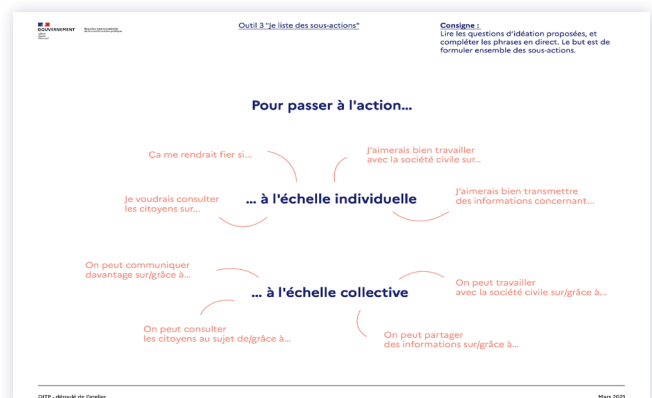 GOUVERNEMENT
Outil 3 "Je liste des sous-actions"
Consigne :
Lire les questions d'idéation proposées, et
compléter les phrases en direct. Le but est de
formuler ensemble des sous-actions.
Pour passer à l'action...
Ça me rendrait fier si...
J'aimerais bien travailler
avec la société civile sur...
Je voudrais consulter
les citoyens sur...
... à l'échelle individuelle
J'aimerais bien transmettre
des informations concernant...
On peut communiquer
davantage sur/grâce à...
... à l'échelle collective
On peut travailler
avec la société civile sur/grâce à...
On peut consulter
les citoyens au sujet de/grâce à...
On peut partager
des informations sur/grâce à...
DITP - déroulé de l'atelier
Mars 2021